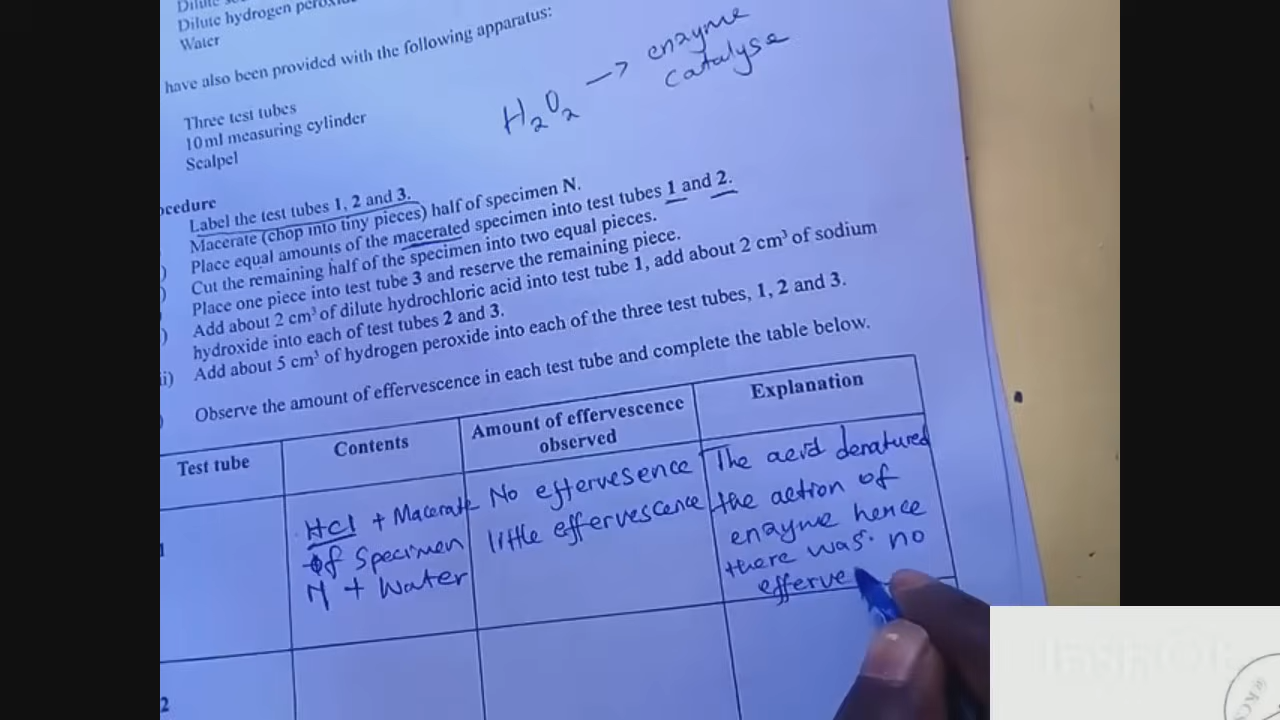 Dilute hydrogen peroxide
Water
have also been provided with the following apparatus:
H2O2 → enzyme
catalyse
Three test tubes
10ml measuring cylinder
Scalpel
ocedure
Label the test tubes 1, 2 and 3.
Macerate (chop into tiny pieces) half of specimen N.
) Place equal amounts of the macerated specimen into test tubes 1 and 2.
) Cut the remaining half of the specimen into two equal pieces.
Place one piece into test tube 3 and reserve the remaining piece.
) Add about 2 cm³ of dilute hydrochloric acid into test tube 1, add about 2 cm³ of sodium
hydroxide into each of test tubes 2 and 3.
ii) Add about 5 cm³ of hydrogen peroxide into each of the three test tubes, 1, 2 and 3.
) Observe the amount of effervescence in each test tube and complete the table below.
Test tube
Contents
Amount of effervescence
observed
Explanation
1
HCl + Macerate
of Specimen
N + Water
No effervesence
little effervescence
The acid denatured
the action of
enzyme hence
there was no
efferve
2